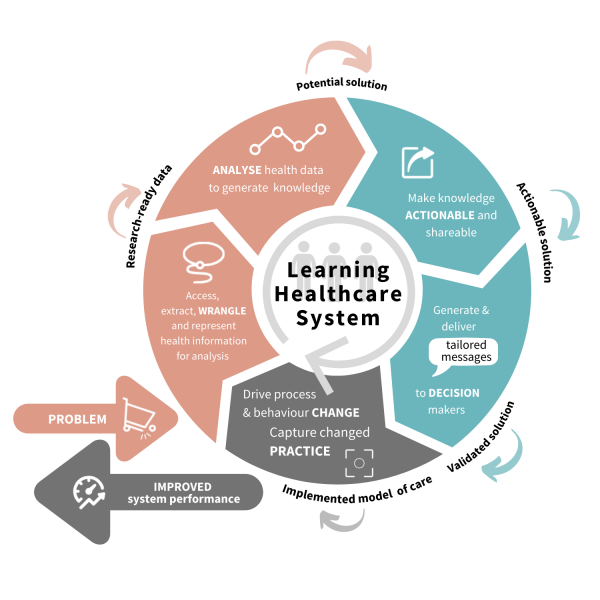 Potential solution
Research-ready data
ANALYSE health data
to generate knowledge
Make knowledge
ACTIONABLE and
shareable
Actionable solution
Access,
extract, WRANGLE
and represent
health information
for analysis
Learning
Healthcare
System
Generate &
deliver
tailored
messages
to DECISION
makers
Drive process
& behaviour CHANGE
Capture changed
PRACTICE
Validated solution
Implemented model of care
PROBLEM
IMPROVED
system performance